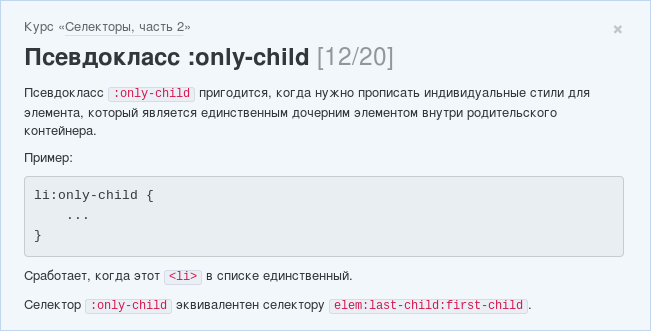 Курс «Селекторы, часть 2»
×
Псевдокласс :only-child [12/20]
Псевдокласс :only-child пригодится, когда нужно прописать индивидуальные стили для
элемента, который является единственным дочерним элементом внутри родительского
контейнера.
Пример:
li:only-child {
    ...
}
Сработает, когда этот <li> в списке единственный.
Селектор :only-child эквивалентен селектору elem:last-child:first-child.